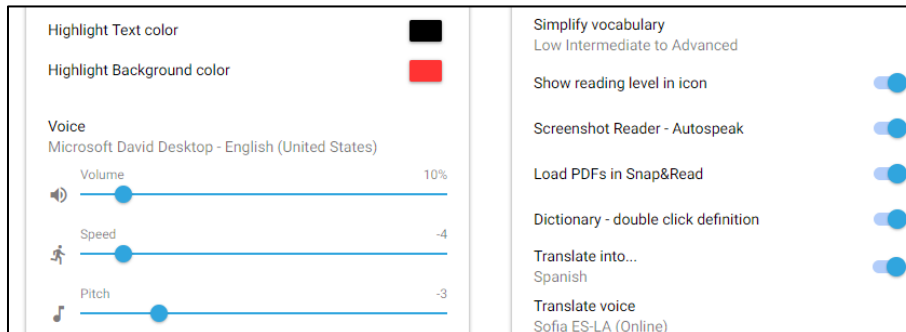 Highlight Text color
Highlight Background color
Voice
Microsoft David Desktop - English (United States)
Volume 10%
Speed -4
Pitch -3
Simplify vocabulary
Low Intermediate to Advanced
Show reading level in icon
Screenshot Reader - Autospeak
Load PDFs in Snap&Read
Dictionary - double click definition
Translate into...
Spanish
Translate voice
Sofia ES-LA (Online)